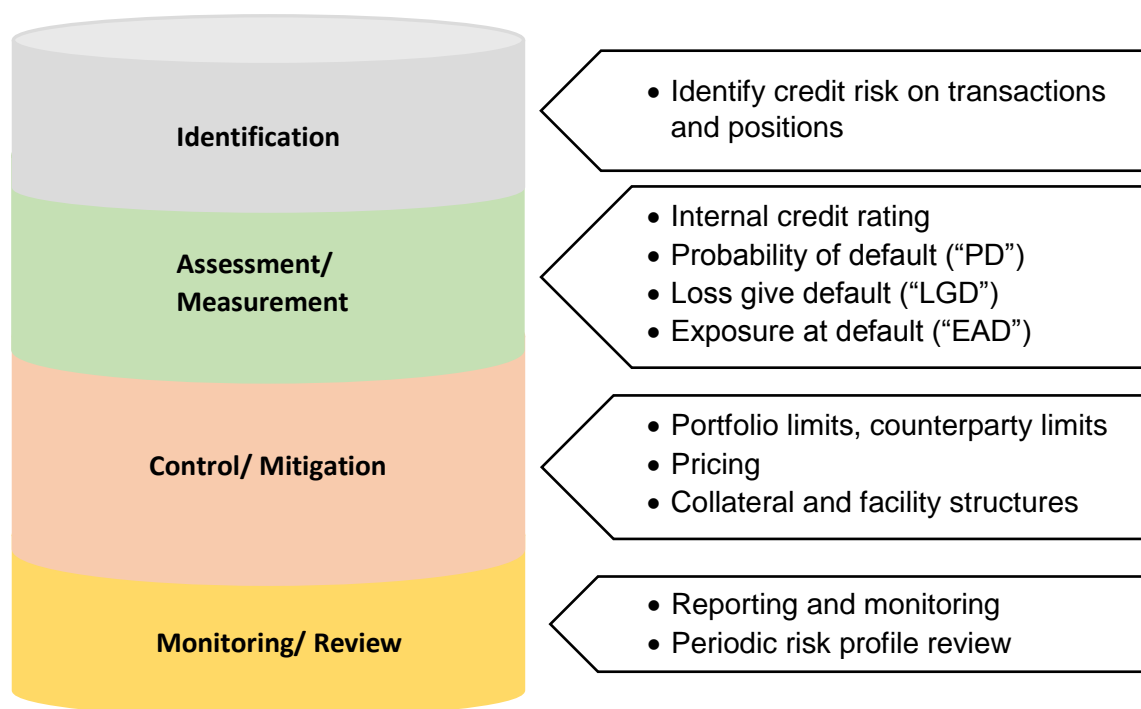 Identification
• Identify credit risk on transactions
and positions
Assessment/
Measurement
• Internal credit rating
• Probability of default (“PD”)
• Loss give default (“LGD”)
• Exposure at default (“EAD”)
Control/ Mitigation
• Portfolio limits, counterparty limits
• Pricing
• Collateral and facility structures
Monitoring/ Review
• Reporting and monitoring
• Periodic risk profile review